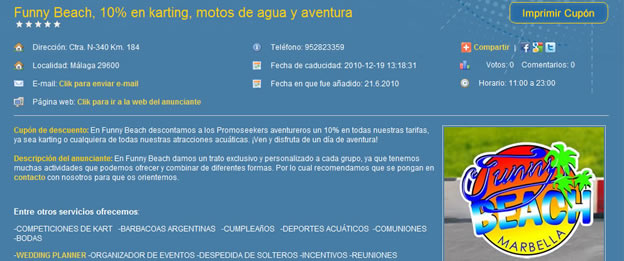 Funny Beach, 10% en karting, motos de agua y aventura
Imprimir Cupón
Dirección: Ctra. N-340 Km. 184
Teléfono: 952823359
Compartir |
Localidad: Málaga 29600
Fecha de caducidad: 2010-12-19 13:18:31
Votos: 0 Comentarios: 0
E-mail: Clik para enviar e-mail
Fecha en que fue añadido: 21.6.2010
Horario: 11:00 a 23:00
Página web: Clik para ir a la web del anunciante
Cupón de descuento: En Funny Beach descontamos a los Promoseekers aventureros un 10% en todas nuestras tarifas,
ya sea karting o cualquiera de todas nuestras atracciones acuáticas. ¡Ven y disfruta de un día de aventura!
Descripción del anunciante: En Funny Beach damos un trato exclusivo y personalizado a cada grupo, ya que tenemos
muchas actividades que podemos ofrecer y combinar de diferentes formas. Por lo cual recomendamos que se pongan en
contacto con nosotros para que os orientemos.
Funny
BEACH
MARBELLA
Entre otros servicios ofrecemos:
-COMPETICIONES DE KART -BARBACOAS ARGENTINAS -CUMPLEAñoS -DEPORTES ACUÁTICOS -COMUNIONES
-BODAS
-WEDDING PLANNER -ORGANIZADOR DE EVENTOS -DESPEDIDA DE SOLTEROS -INCENTIVOS -REUNIONES